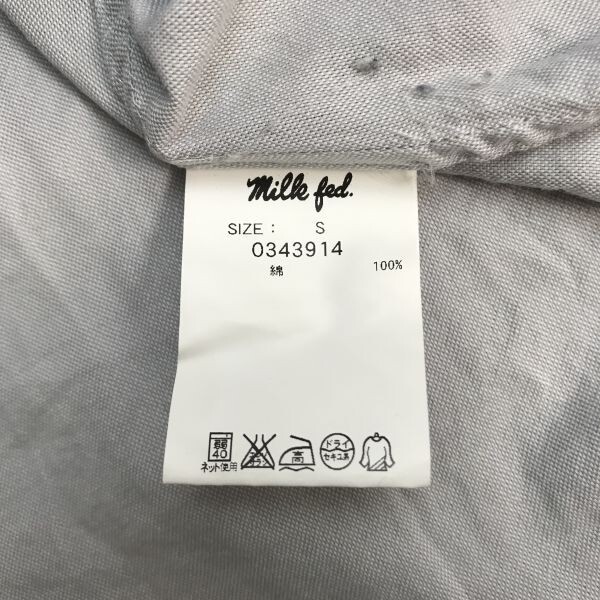 milk fed.
SIZE : S
0343914
綿 100%
弱 40 ドライ
ネット使用 高 セキユ系